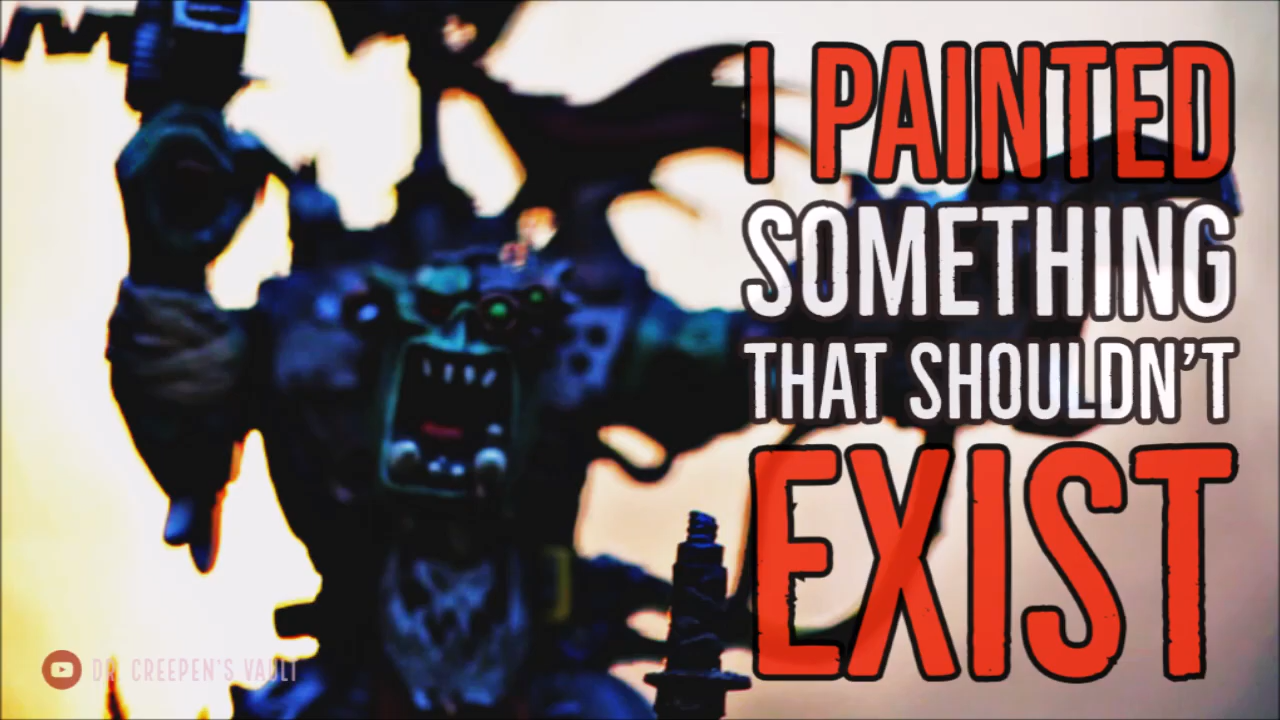 I PAINTED
SOMETHING
THAT SHOULDN'T
EXIST
DR. CREEPEN'S VAULT